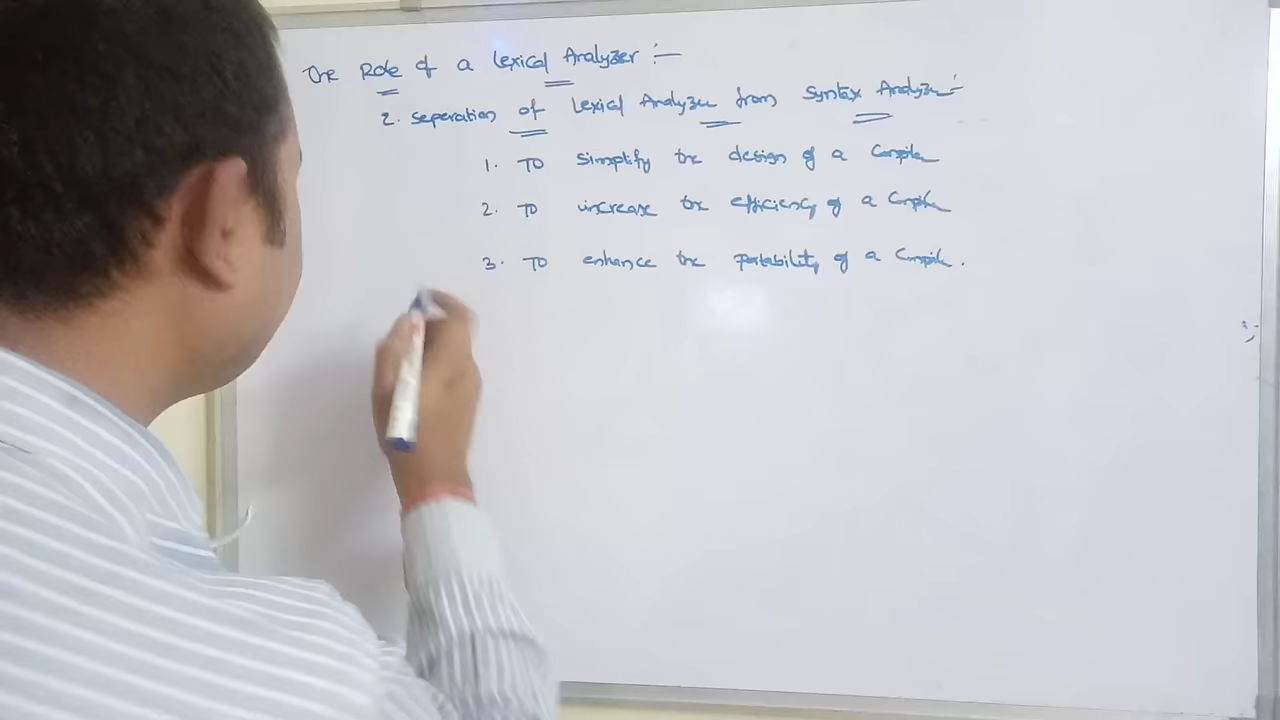 The Role of a Lexical Analyzer :-
2. Seperation of Lexical Analyzer from Syntax Analyzer :-
1. TO Simplify the design of a Compiler
2. TO increase the efficiency of a Compiler
3. TO enhance the portability of a Compiler.